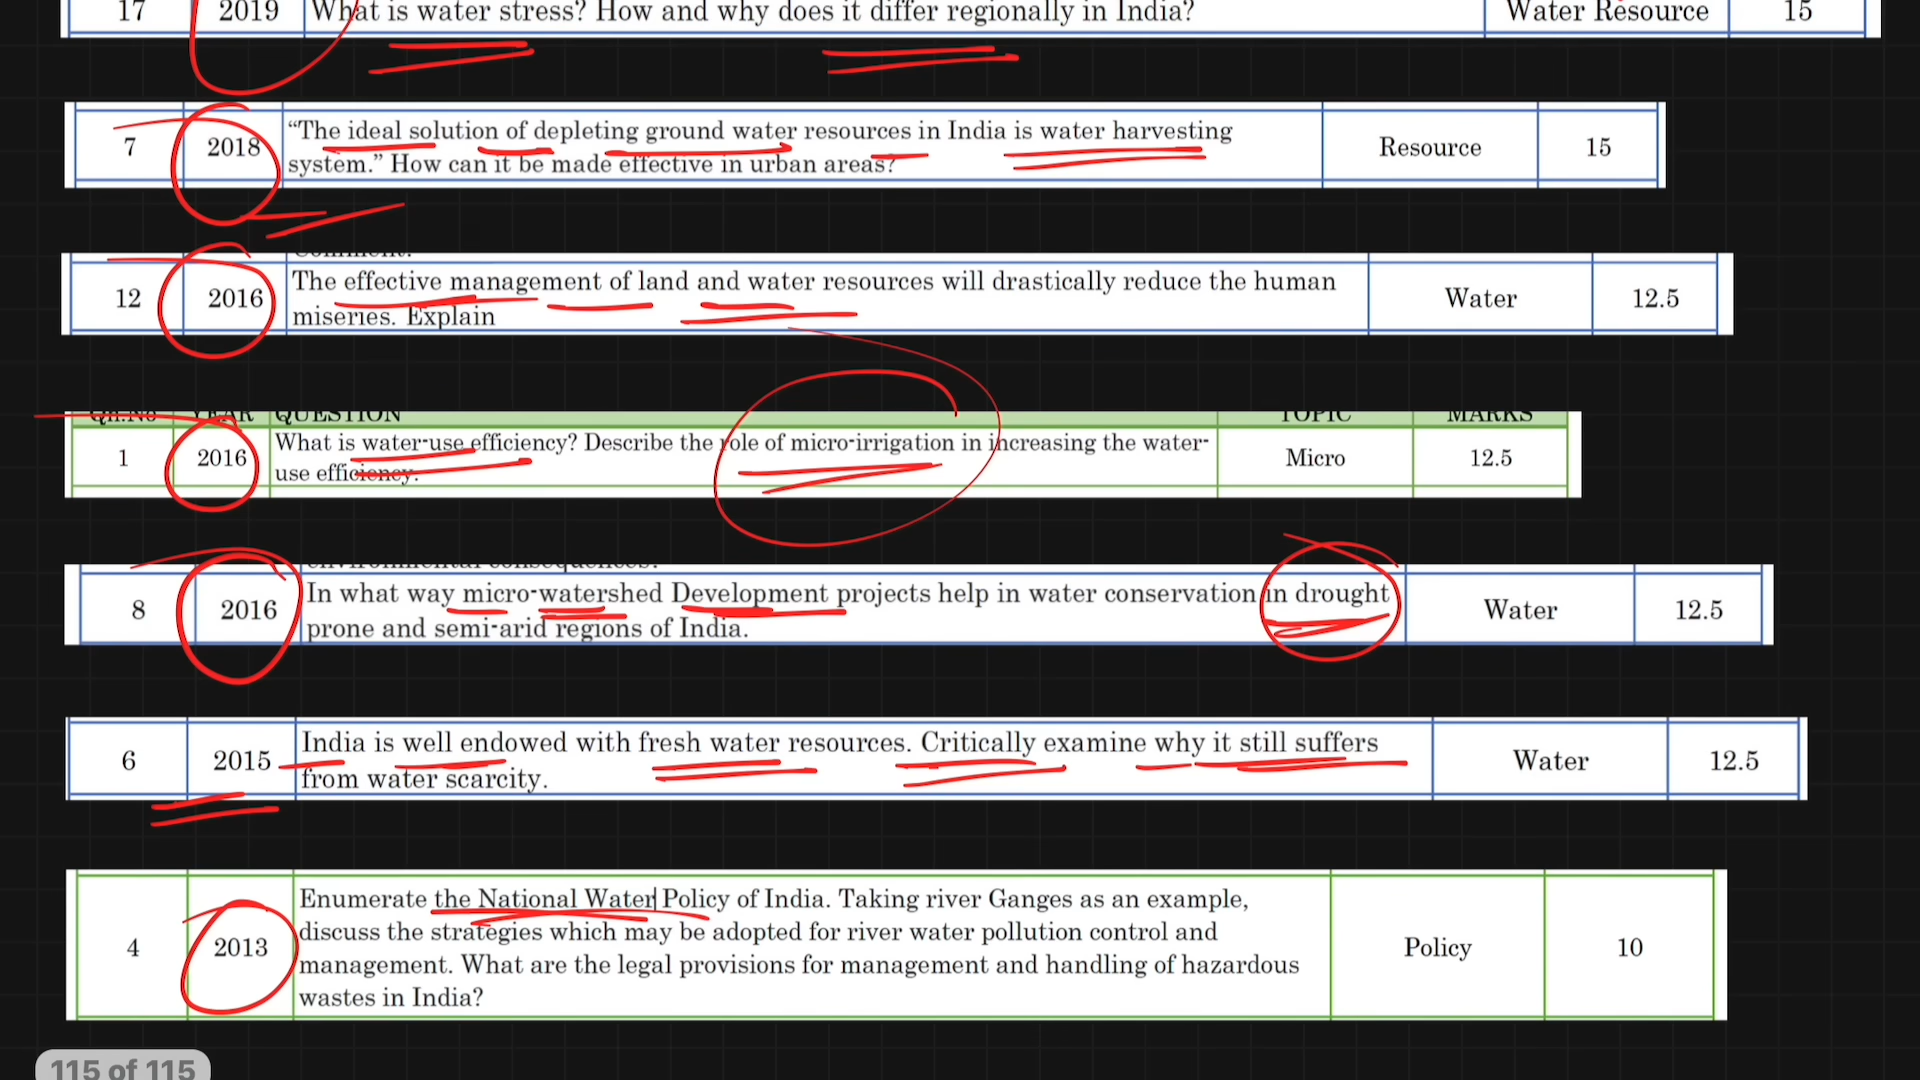 17 2019 What is water stress? How and why does it differ regionally in India? Water Resource 15
7 2018 “The ideal solution of depleting ground water resources in India is water harvesting Resource 15
system.” How can it be made effective in urban areas?
Comment.
12 2016 The effective management of land and water resources will drastically reduce the human Water 12.5
miseries. Explain
Qn.No YEAR QUESTION TOPIC MARKS
1 2016 What is water-use efficiency? Describe the role of micro-irrigation in increasing the water- Micro 12.5
use efficiency.
environmental consequences.
8 2016 In what way micro-watershed Development projects help in water conservation in drought Water 12.5
prone and semi-arid regions of India.
6 2015 India is well endowed with fresh water resources. Critically examine why it still suffers Water 12.5
from water scarcity.
4 2013 Enumerate the National Water Policy of India. Taking river Ganges as an example, Policy 10
discuss the strategies which may be adopted for river water pollution control and
management. What are the legal provisions for management and handling of hazardous
wastes in India?
115 of 115